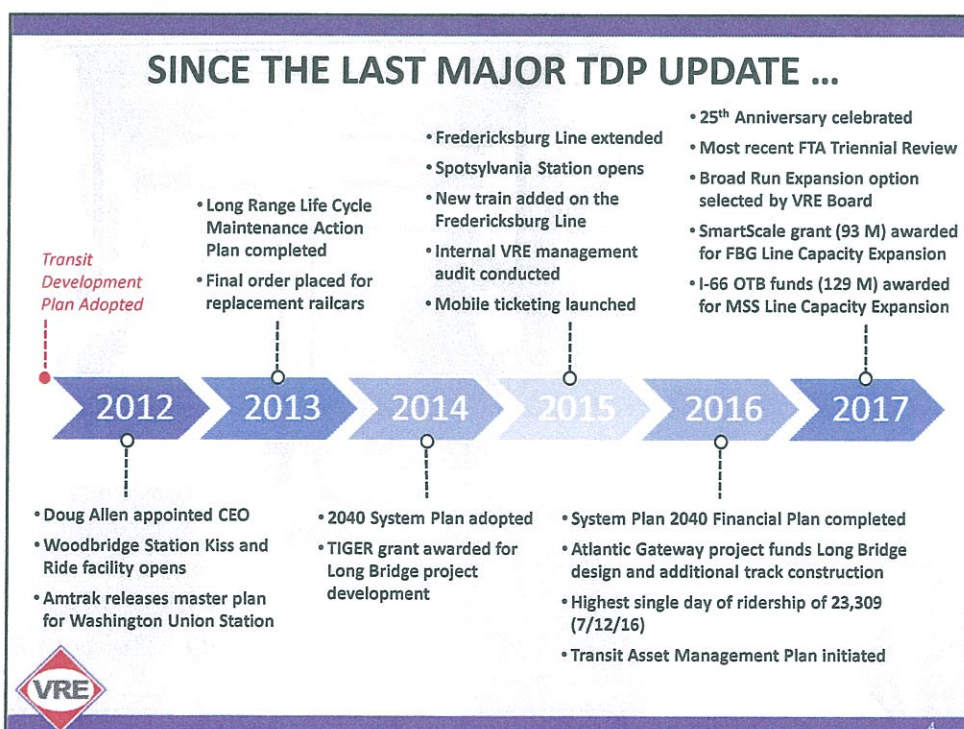 SINCE THE LAST MAJOR TDP UPDATE ...
Transit
Development
Plan Adopted
• Long Range Life Cycle
Maintenance Action
Plan completed
• Final order placed for
replacement railcars
• Fredericksburg Line extended
• Spotsylvania Station opens
• New train added on the
Fredericksburg Line
• Internal VRE management
audit conducted
• Mobile ticketing launched
• 25th Anniversary celebrated
• Most recent FTA Triennial Review
• Broad Run Expansion option
selected by VRE Board
• SmartScale grant (93 M) awarded
for FBG Line Capacity Expansion
• I-66 OTB funds (129 M) awarded
for MSS Line Capacity Expansion
2012 2013 2014 2015 2016 2017
• Doug Allen appointed CEO
• Woodbridge Station Kiss and
Ride facility opens
• Amtrak releases master plan
for Washington Union Station
• 2040 System Plan adopted
• TIGER grant awarded for
Long Bridge project
development
• System Plan 2040 Financial Plan completed
• Atlantic Gateway project funds Long Bridge
design and additional track construction
• Highest single day of ridership of 23,309
(7/12/16)
• Transit Asset Management Plan initiated
VRE
4